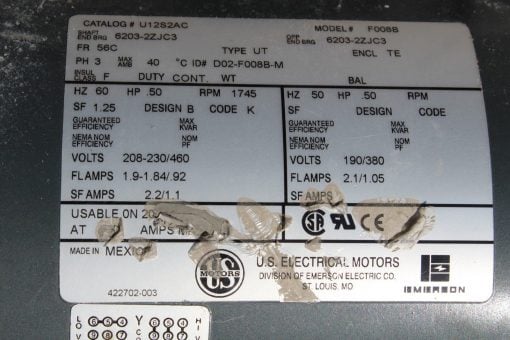 CATALOG # U12S2AC MODEL # F008B
SHAFT END BRG 6203-2ZJC3 OPP END BRG 6203-2ZJC3
FR 56C TYPE UT ENCL TE
PH 3 MAX AMB 40 °C ID# D02-F008B-M
INSUL CLASS F DUTY CONT. WT BAL
HZ 60 HP .50 RPM 1745 HZ 50 HP .50 RPM
SF 1.25 DESIGN B CODE K SF DESIGN CODE
GUARANTEED EFFICIENCY MAX KVAR GUARANTEED EFFICIENCY MAX KVAR
NEMA NOM EFFICIENCY NOM PF NEMA NOM EFFICIENCY NOM PF
VOLTS 208-230/460 VOLTS 190/380
F.L.AMPS 1.9-1.84/.92 F.L.AMPS 2.1/1.05
SF AMPS 2.2/1.1 SF AMPS
USABLE ON
AT AMPS
MADE IN MEXICO
U.S. MOTORS
U.S. ELECTRICAL MOTORS
DIVISION OF EMERSON ELECTRIC CO.
ST. LOUIS, MO
EMERSON
422702-003